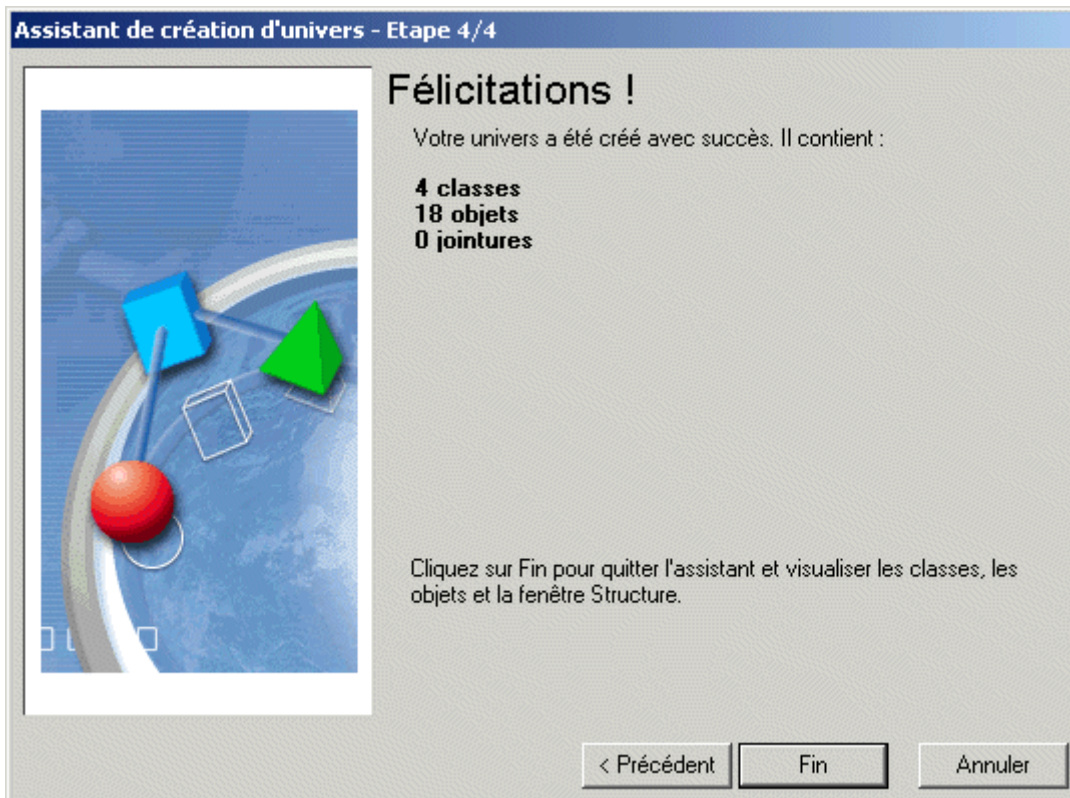 Assistant de création d'univers - Etape 4/4
Félicitations !
Votre univers a été créé avec succès. Il contient :
4 classes
18 objets
0 jointures
Cliquez sur Fin pour quitter l'assistant et visualiser les classes, les
objets et la fenêtre Structure.
< Précédent
Fin
Annuler